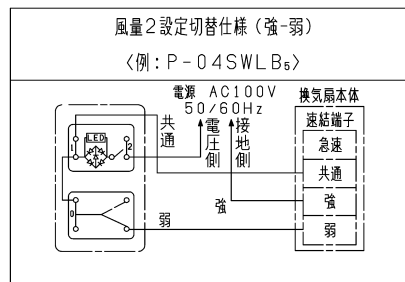 風量2設定切替仕様（強-弱）
〈例：P-04SWLB₅〉
電源 AC100V
50/60Hz
換気扇本体
速結端子
急速
共通
強
弱
LED
1
2
共通
電圧側
接地側
0
強
弱